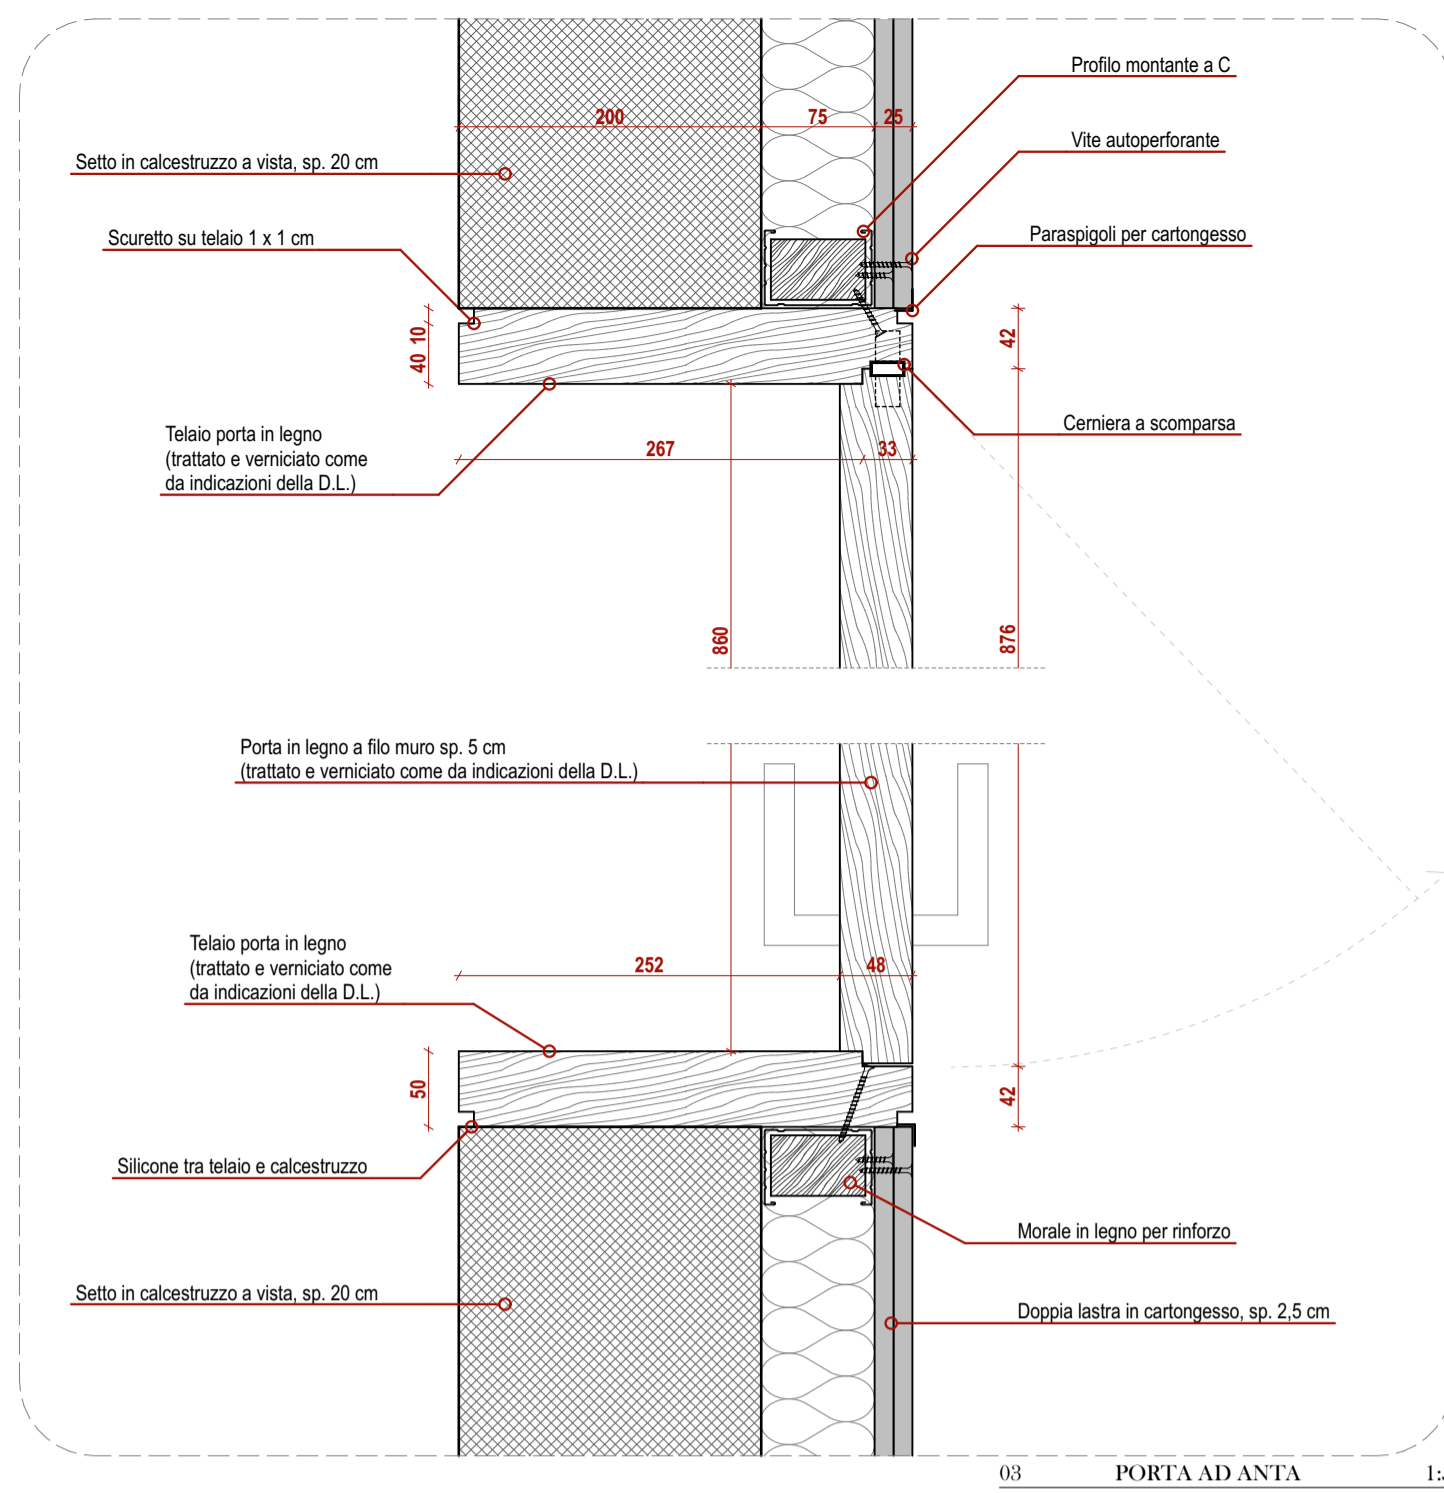 Profilo montante a C
200
75
25
Vite autoperforante
Setto in calcestruzzo a vista, sp. 20 cm
Scuretto su telaio 1 x 1 cm
Paraspigoli per cartongesso
10
40
42
Cerniera a scomparsa
Telaio porta in legno
(trattato e verniciato come
da indicazioni della D.L.)
267
33
860
876
Porta in legno a filo muro sp. 5 cm
(trattato e verniciato come da indicazioni della D.L.)
Telaio porta in legno
(trattato e verniciato come
da indicazioni della D.L.)
252
48
50
42
Silicone tra telaio e calcestruzzo
Morale in legno per rinforzo
Setto in calcestruzzo a vista, sp. 20 cm
Doppia lastra in cartongesso, sp. 2,5 cm
03 PORTA AD ANTA 1: